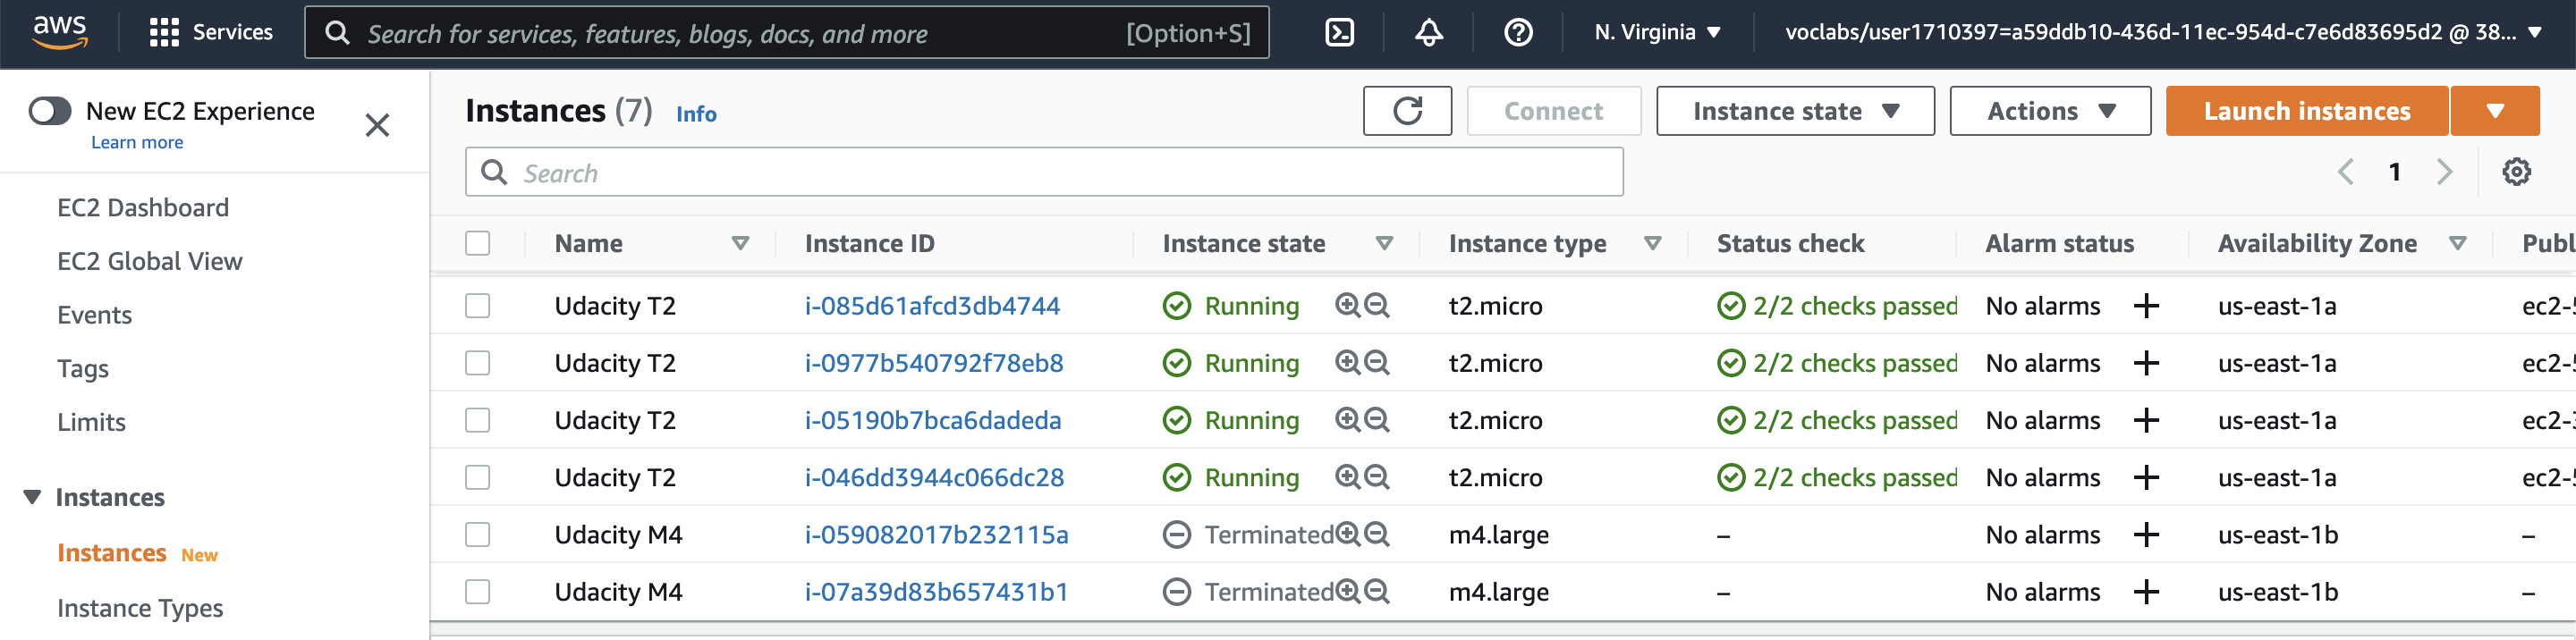 aws Services Search for services, features, blogs, docs, and more [Option+S] N. Virginia ▼ voclabs/user1710397=a59ddb10-436d-11ec-954d-c7e6d83695d2 @ 38... ▼
New EC2 Experience
Learn more
EC2 Dashboard
EC2 Global View
Events
Tags
Limits
Instances
Instances New
Instance Types
Instances (7) Info Connect Instance state Actions Launch instances
Search 1
Name Instance ID Instance state Instance type Status check Alarm status Availability Zone Publ
Udacity T2 i-085d61afcd3db4744 Running t2.micro 2/2 checks passed No alarms + us-east-1a ec2-5
Udacity T2 i-0977b540792f78eb8 Running t2.micro 2/2 checks passed No alarms + us-east-1a ec2-5
Udacity T2 i-05190b7bca6dadeda Running t2.micro 2/2 checks passed No alarms + us-east-1a ec2-3
Udacity T2 i-046dd3944c066dc28 Running t2.micro 2/2 checks passed No alarms + us-east-1a ec2-5
Udacity M4 i-059082017b232115a Terminated m4.large – No alarms + us-east-1b –
Udacity M4 i-07a39d83b657431b1 Terminated m4.large – No alarms + us-east-1b –